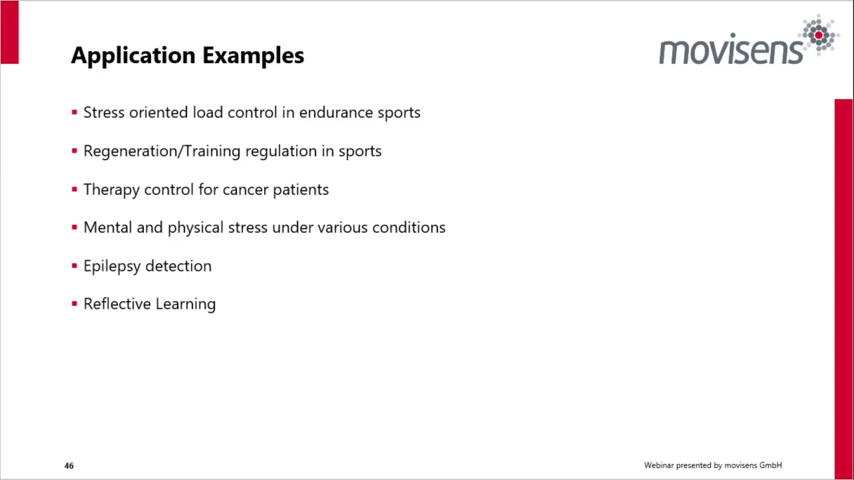 Application Examples
movisens
Stress oriented load control in endurance sports
Regeneration/Training regulation in sports
Therapy control for cancer patients
Mental and physical stress under various conditions
Epilepsy detection
Reflective Learning
46
Webinar presented by movisens GmbH